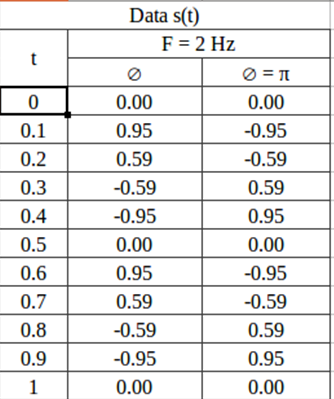 Data s(t)
t F = 2 Hz
∅ ∅ = π
0 0.00 0.00
0.1 0.95 -0.95
0.2 0.59 -0.59
0.3 -0.59 0.59
0.4 -0.95 0.95
0.5 0.00 0.00
0.6 0.95 -0.95
0.7 0.59 -0.59
0.8 -0.59 0.59
0.9 -0.95 0.95
1 0.00 0.00